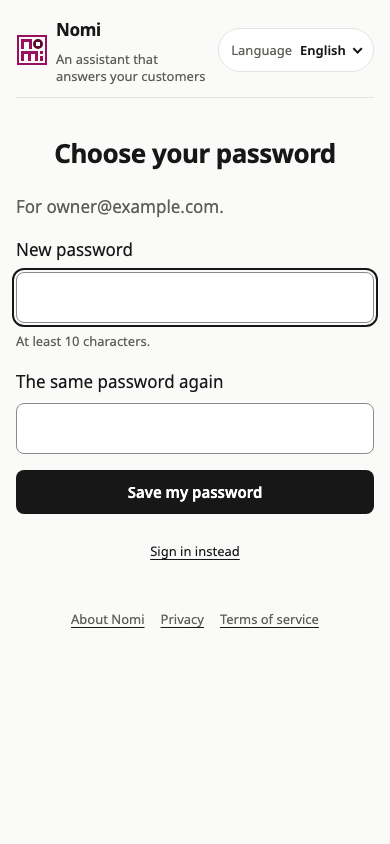 Nomi
An assistant that
answers your customers
Language English
Choose your password
For owner@example.com.
New password
At least 10 characters.
The same password again
Save my password
Sign in instead
About Nomi Privacy Terms of service